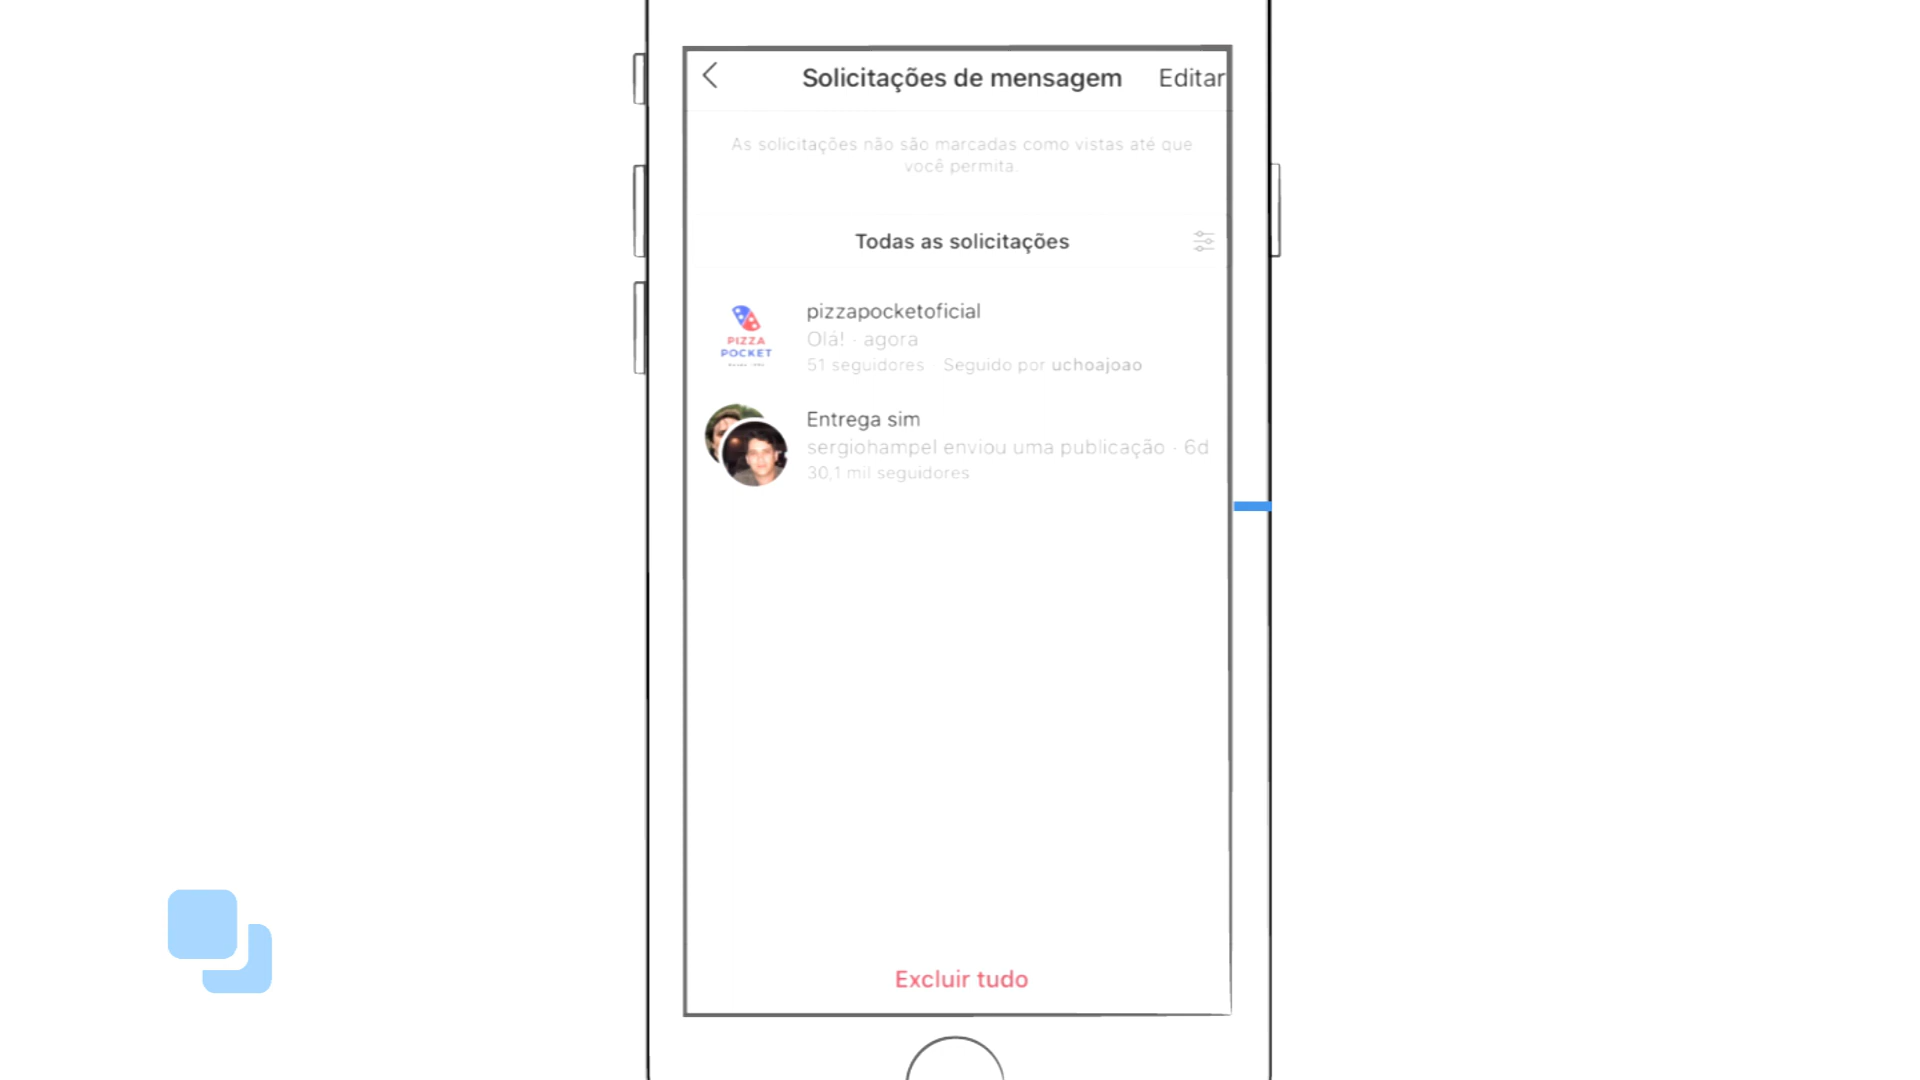 Solicitações de mensagem Editar
As solicitações não são marcadas como vistas até que
você permita.
Todas as solicitações
pizzapocketoficial
Olá! · agora
51 seguidores Seguido por uchoajoao
PIZZA
POCKET
Entrega sim
sergiohampel enviou uma publicação · 6d
30,1 mil seguidores
Excluir tudo